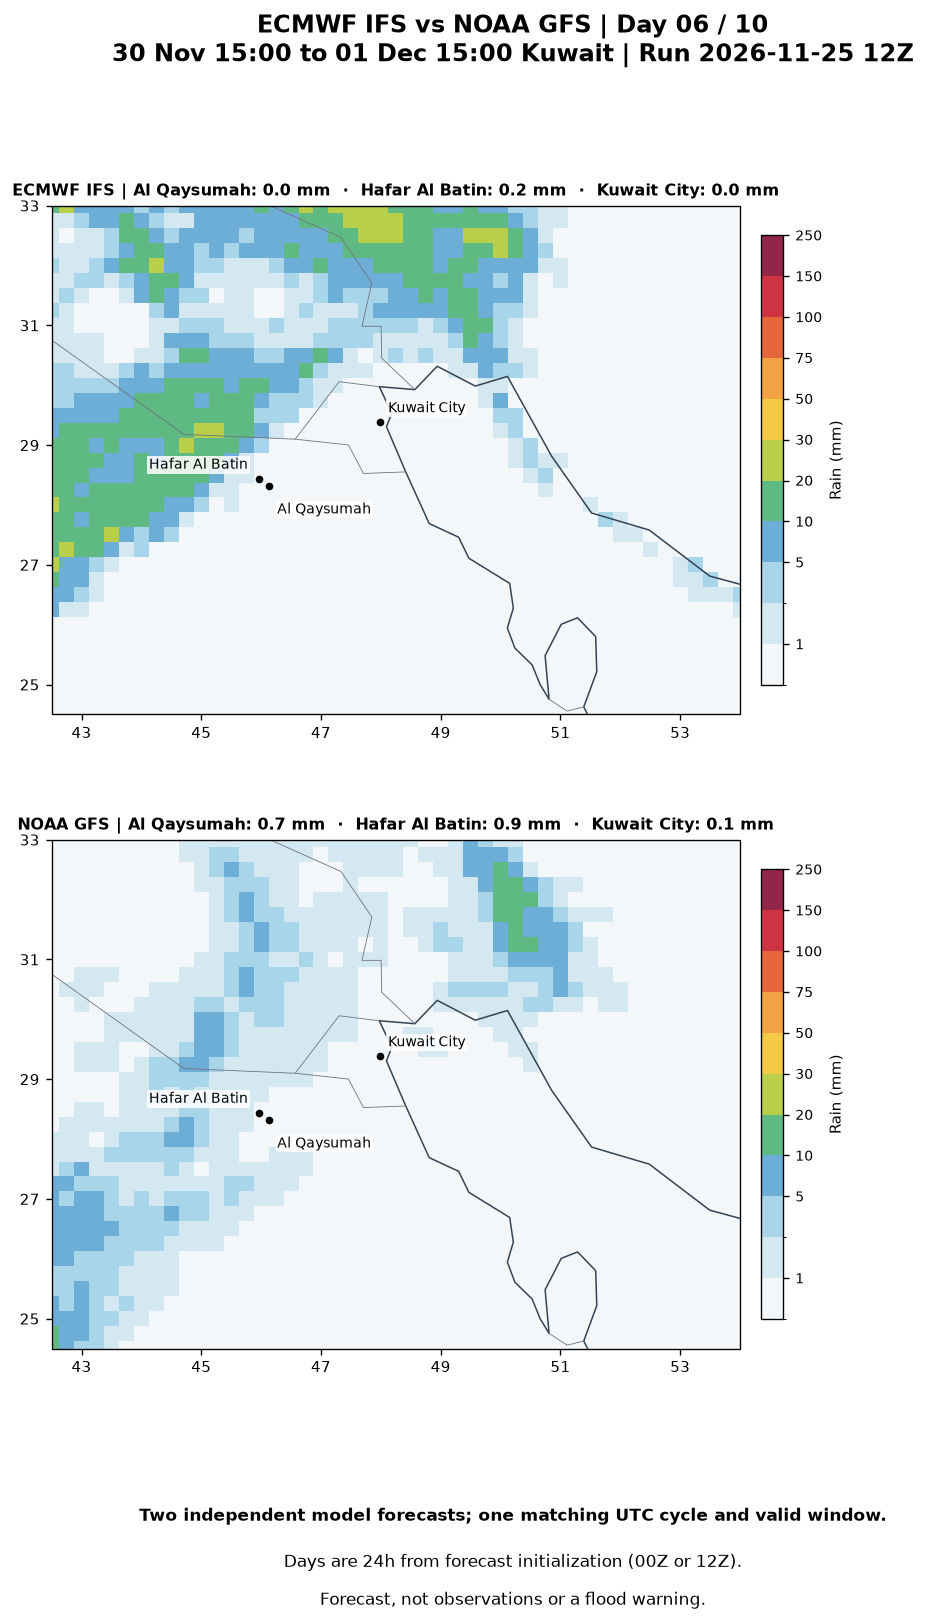 ECMWF IFS vs NOAA GFS | Day 06 / 10
30 Nov 15:00 to 01 Dec 15:00 Kuwait | Run 2026-11-25 12Z
ECMWF IFS | Al Qaysumah: 0.0 mm · Hafar Al Batin: 0.2 mm · Kuwait City: 0.0 mm
33
31
29
27
25
43 45 47 49 51 53
Kuwait City
Hafar Al Batin
Al Qaysumah
250
150
100
75
50
30
20
10
5
1
Rain (mm)
NOAA GFS | Al Qaysumah: 0.7 mm · Hafar Al Batin: 0.9 mm · Kuwait City: 0.1 mm
33
31
29
27
25
43 45 47 49 51 53
Kuwait City
Hafar Al Batin
Al Qaysumah
250
150
100
75
50
30
20
10
5
1
Rain (mm)
Two independent model forecasts; one matching UTC cycle and valid window.
Days are 24h from forecast initialization (00Z or 12Z).
Forecast, not observations or a flood warning.